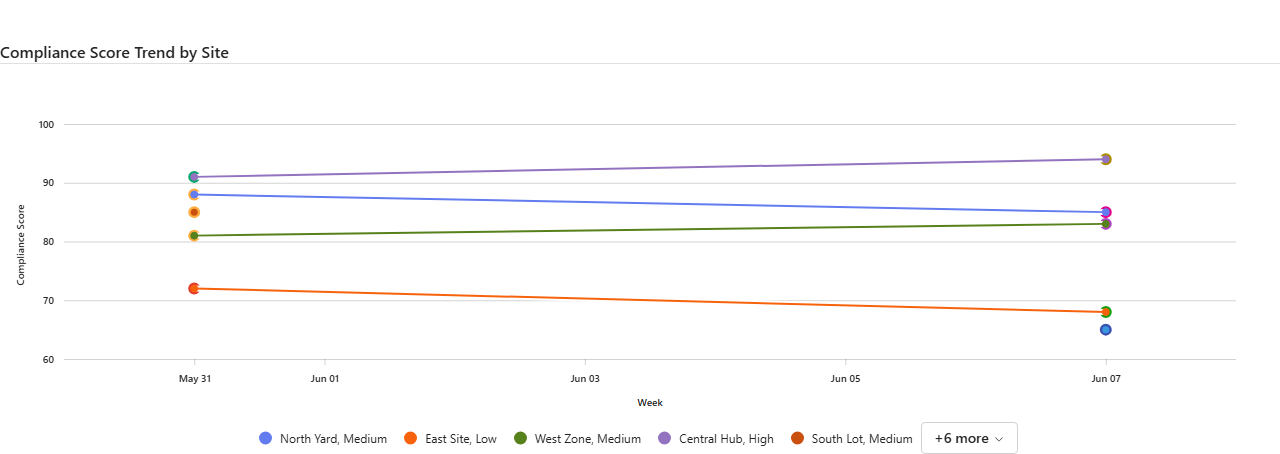 Compliance Score Trend by Site
100
90
80
70
60
Compliance Score
May 31
Jun 01
Jun 03
Jun 05
Jun 07
Week
North Yard, Medium
East Site, Low
West Zone, Medium
Central Hub, High
South Lot, Medium
+6 more